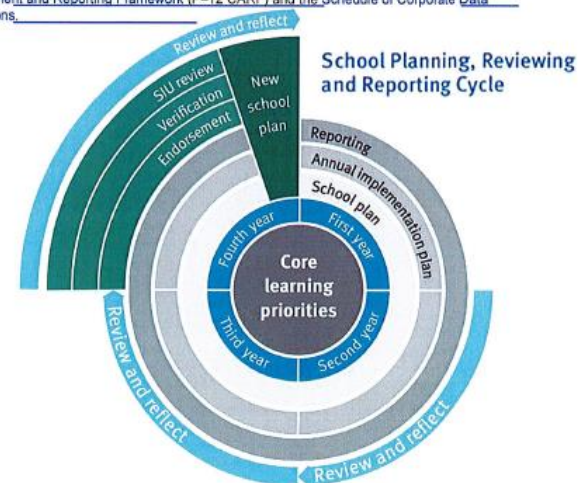 ent and Reporting Framework (P–12 CARF) and the Schedule of Corporate Data
ons.
School Planning, Reviewing
and Reporting Cycle
Review and reflect
SIU review
Verification
Endorsement
New
school
plan
Reporting
Annual implementation plan
School plan
Fourth year
First year
Core
learning
priorities
Third year
Second year
Review and reflect
Review and reflect